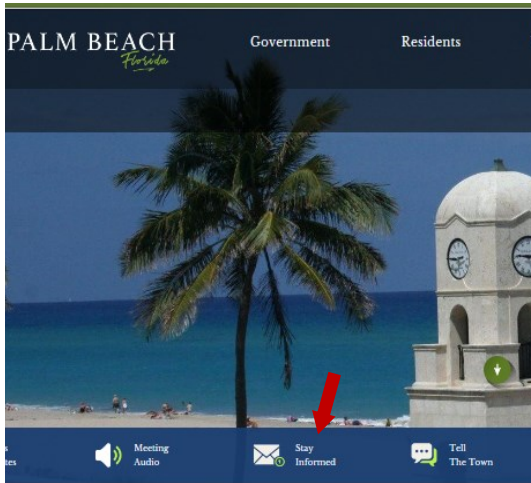 PALM BEACH
Florida
Government
Residents
Meeting
Audio
Stay
Informed
Tell
The Town